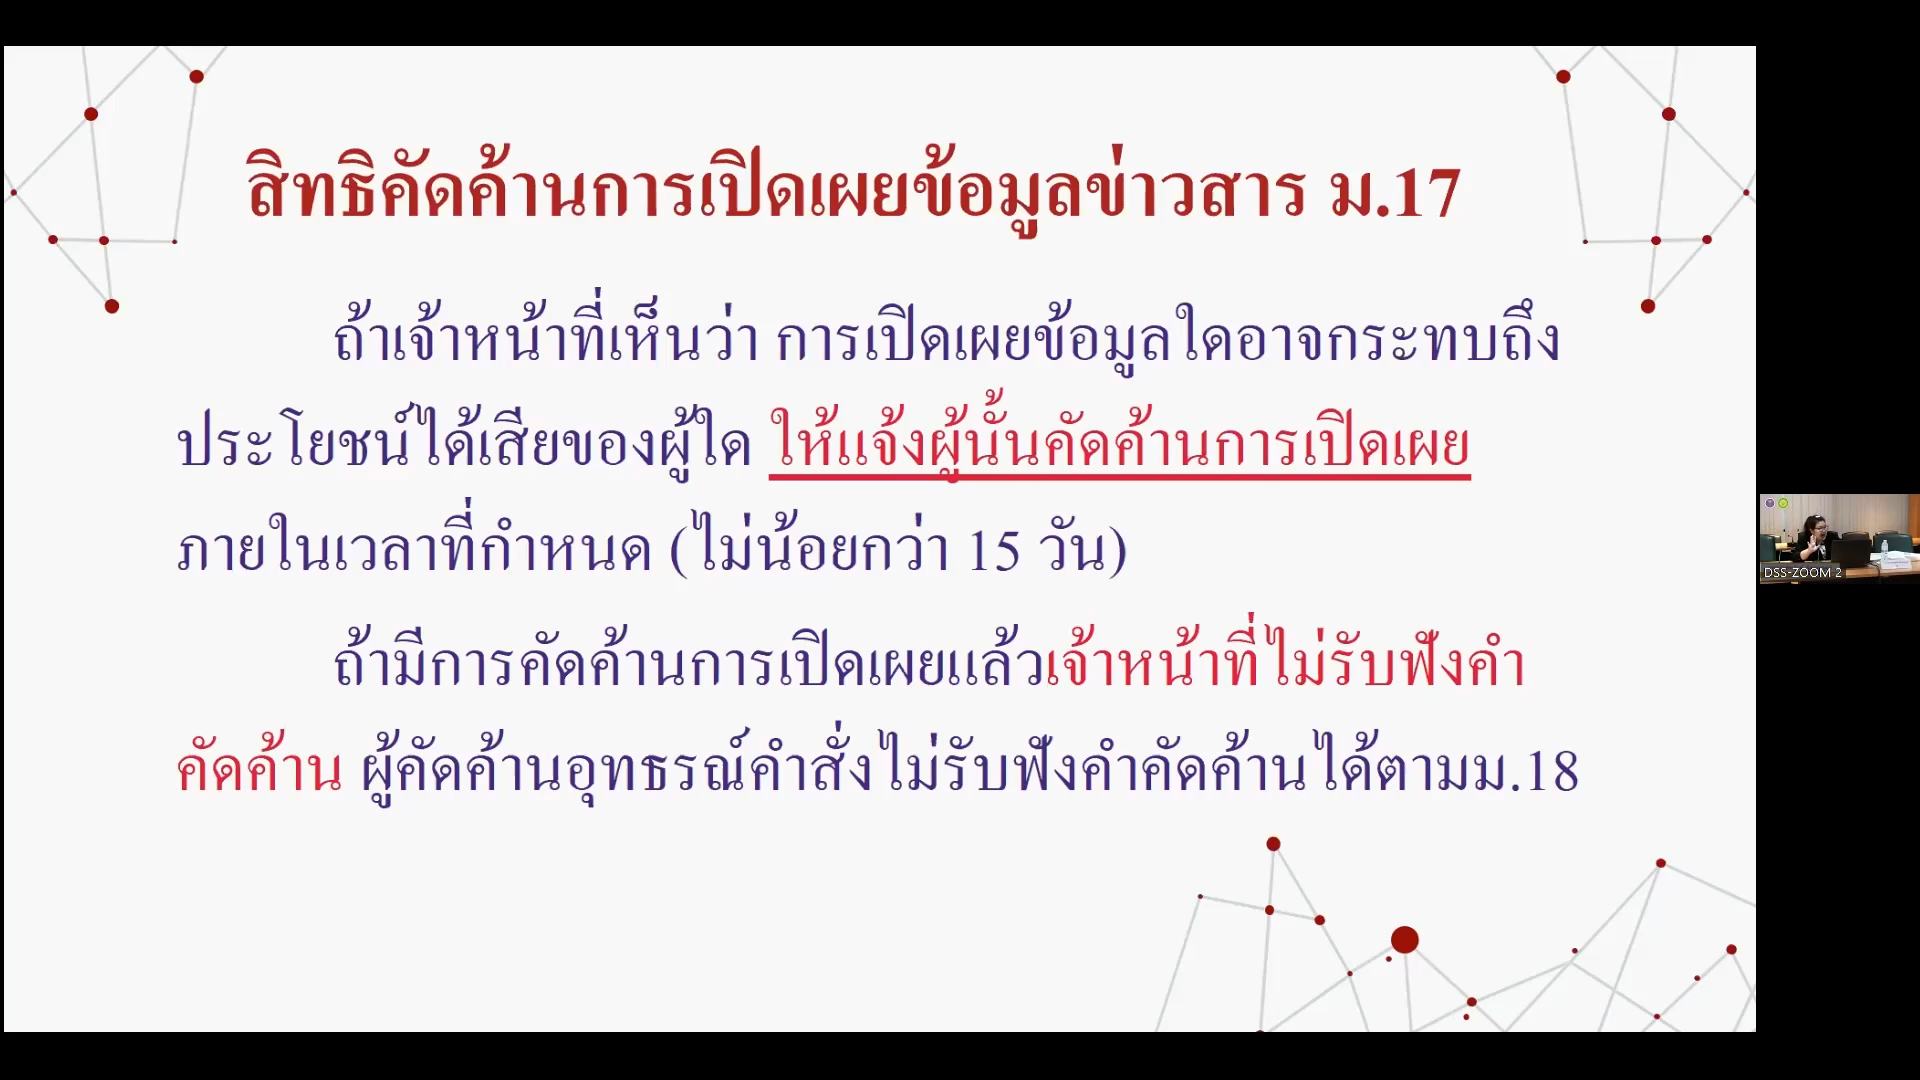 สิทธิคัดค้านการเปิดเผยข้อมูลข่าวสาร ม.17
ถ้าเจ้าหน้าที่เห็นว่า การเปิดเผยข้อมูลใดอาจกระทบถึง
ประโยชน์ได้เสียของผู้ใด ให้แจ้งผู้นั้นคัดค้านการเปิดเผย
ภายในเวลาที่กำหนด (ไม่น้อยกว่า 15 วัน)
ถ้ามีการคัดค้านการเปิดเผยแล้วเจ้าหน้าที่ไม่รับฟังคำ
คัดค้าน ผู้คัดค้านอุทธรณ์คำสั่งไม่รับฟังคำคัดค้านได้ตามม.18
DSS-ZOOM 2